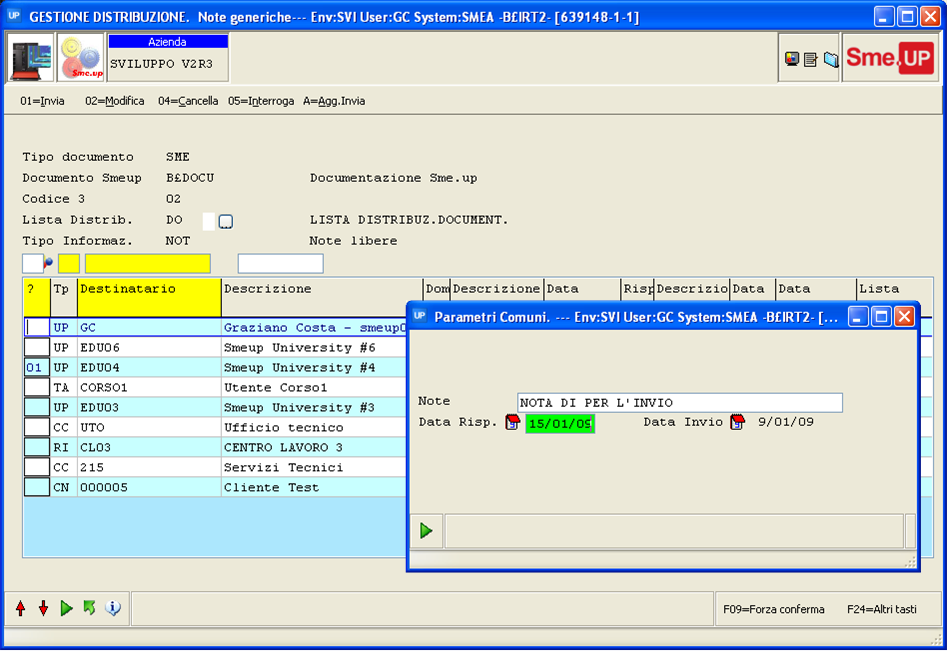 UP GESTIONE DISTRIBUZIONE. Note generiche--- Env:SVI User:GC System:SMEA -B£IRT2- [639148-1-1]
Sme.up
Azienda
SVILUPPO V2R3
Sme.UP
01=Invia 02=Modifica 04=Cancella 05=Interroga A=Agg.Invia
Tipo documento SME
Documento Smeup B£DOCU Documentazione Sme.up
Codice 3 02
Lista Distrib. DO LISTA DISTRIBUZ.DOCUMENT.
Tipo Informaz. NOT Note libere
? Tp Destinatario Descrizione Dom Descrizione Data Risp Descrizio Data Data Lista
UP GC Graziano Costa - smeup
UP EDU06 Smeup University #6
01 UP EDU04 Smeup University #4
TA CORSO1 Utente Corso1
UP EDU03 Smeup University #3
CC UTO Ufficio tecnico
RI CL03 CENTRO LAVORO 3
CC 215 Servizi Tecnici
CN 000005 Cliente Test
UP Parametri Comuni. --- Env:SVI User:GC System:SMEA -B£IRT2- [...
Note NOTA DI PER L'INVIO
Data Risp. 15/01/09 Data Invio 9/01/09
F09=Forza conferma F24=Altri tasti